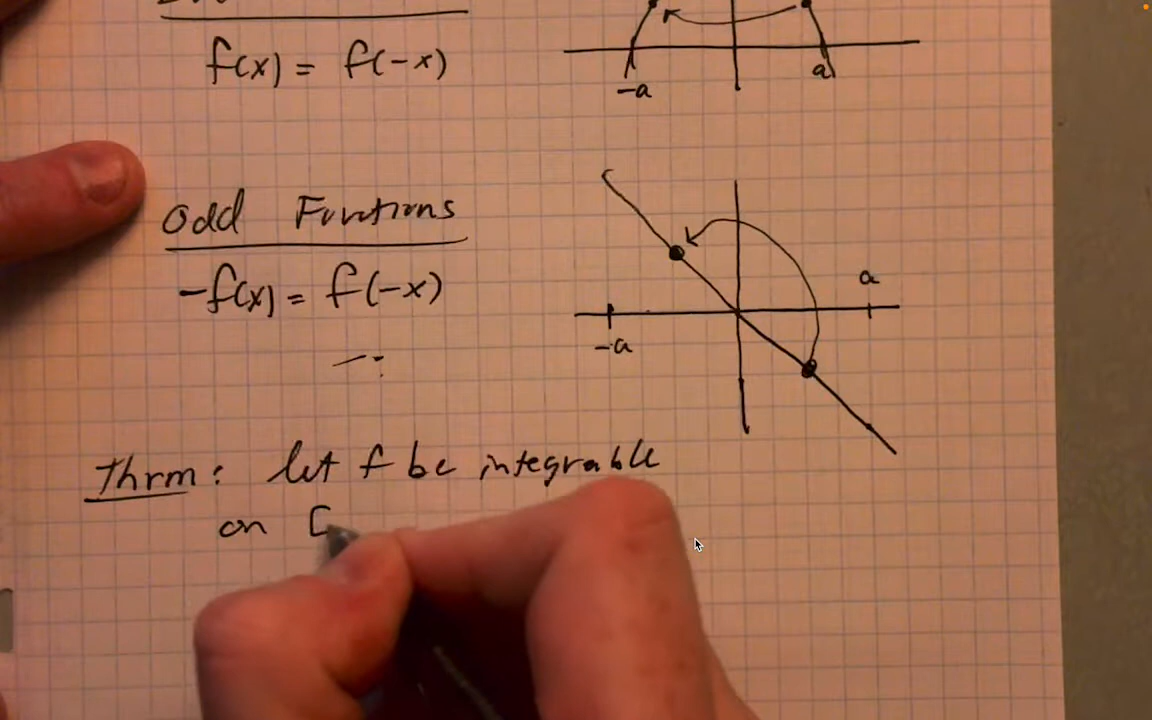 f(x) = f(-x)
-a
a
Odd Functions
-f(x) = f(-x)
a
-a
Thrm: let f be integrable
on [